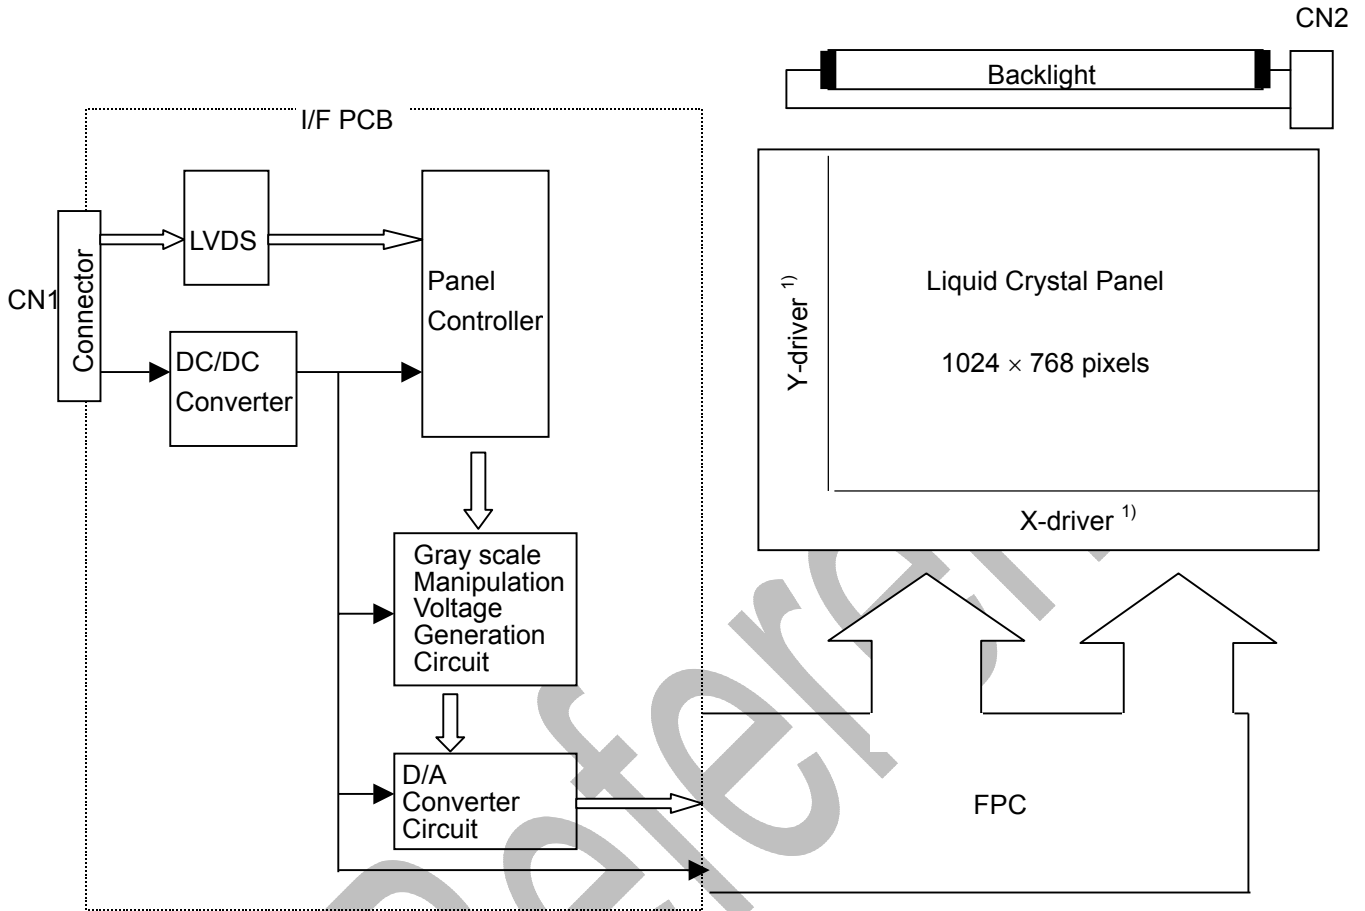 CN2
Backlight
I/F PCB
LVDS
Panel
Controller
CN1
Connector
DC/DC
Converter
Gray scale
Manipulation
Voltage
Generation
Circuit
D/A
Converter
Circuit
Y-driver 1)
Liquid Crystal Panel
1024 × 768 pixels
X-driver 1)
FPC